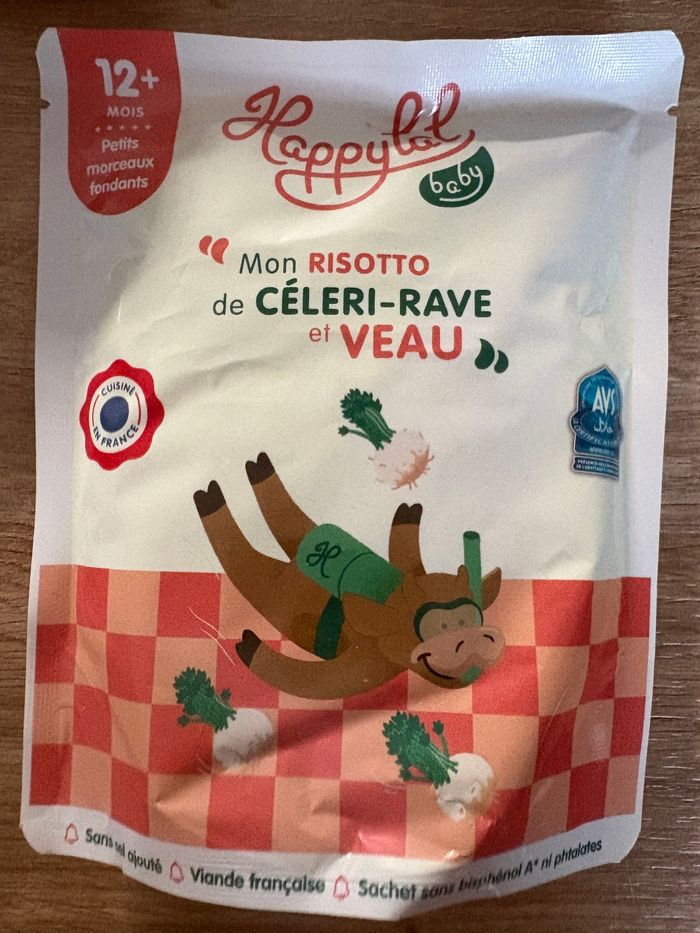 12+
MOIS
Petits
morceaux
fondants
Happylal
baby
“ Mon RISOTTO
de CÉLERI-RAVE
et VEAU ”
CUISINÉ
EN FRANCE
AVS
حلال
H
Sans sel ajouté
Viande française
Sachet sans bisphénol A* ni phtalates